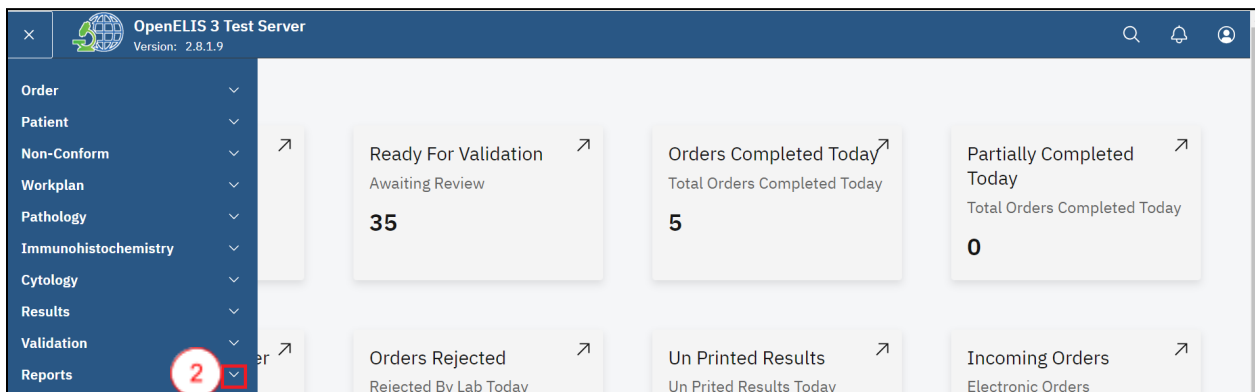 OpenELIS 3 Test Server
Version: 2.8.1.9
Order
Patient
Non-Conform
Workplan
Pathology
Immunohistochemistry
Cytology
Results
Validation
Reports
2
Ready For Validation
Awaiting Review
35
Orders Completed Today
Total Orders Completed Today
5
Partially Completed
Today
Total Orders Completed Today
0
er
Orders Rejected
Rejected By Lab Today
Un Printed Results
Un Prited Results Today
Incoming Orders
Electronic Orders